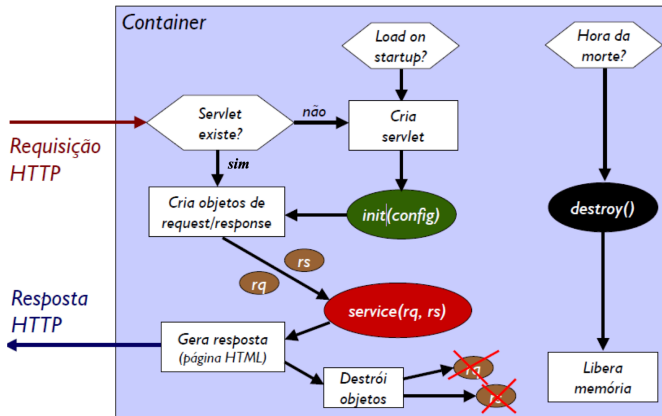 Container
Load on
startup?
Hora da
morte?
Servlet
existe?
não
Cria
servlet
Requisição
HTTP
sim
Cria objetos de
request/response
init(config)
destroy()
rs
rq
Resposta
HTTP
service(rq, rs)
Gera resposta
(página HTML)
Destrói
objetos
rq
rs
Libera
memória